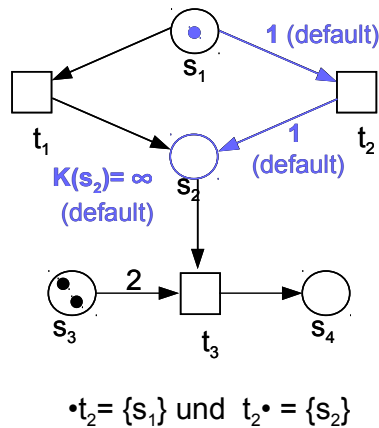 1 (default)
s1
t1
t2
1
(default)
K(s2)= ∞
(default)
s2
2
s3
t3
s4
•t2= {s1} und t2• = {s2}